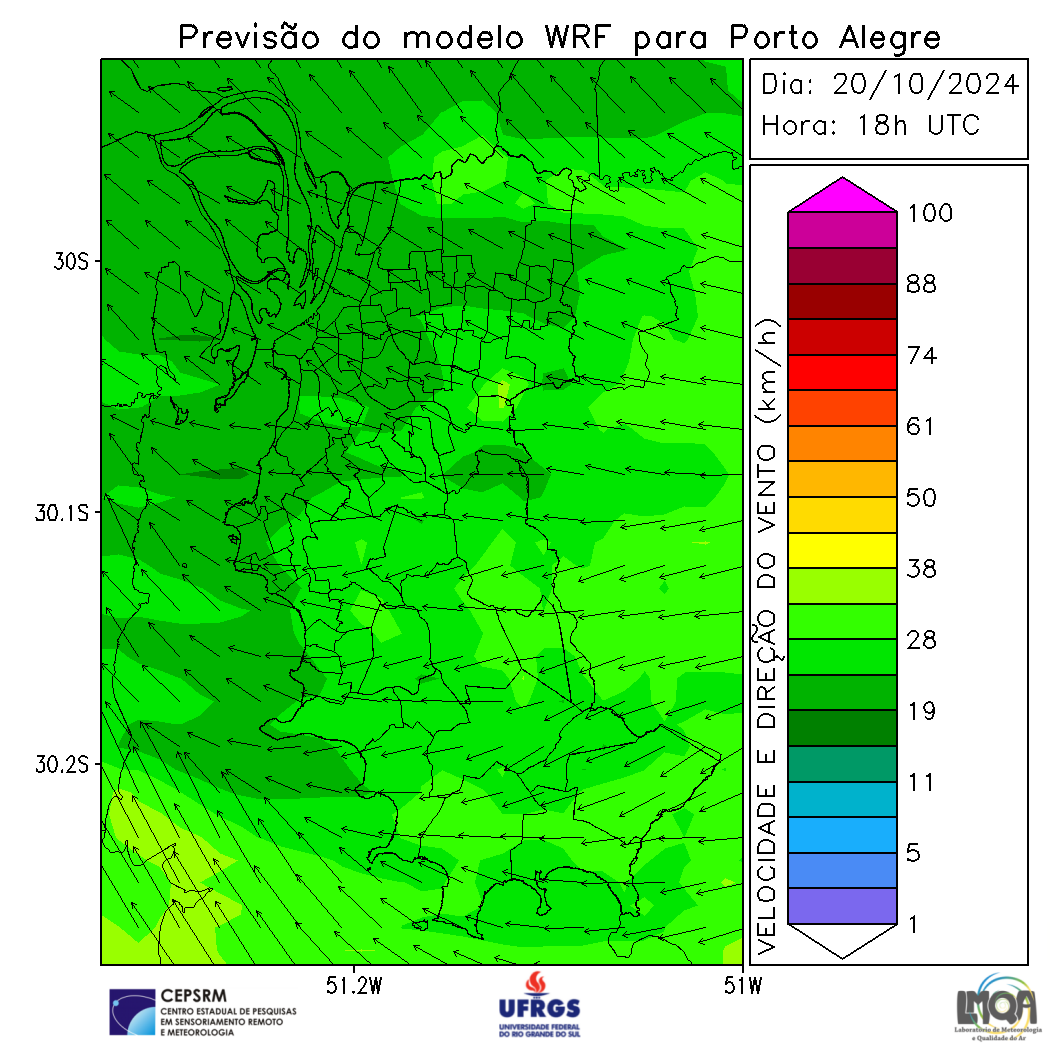 Previsão do modelo WRF para Porto Alegre
Dia: 20/10/2024
Hora: 18h UTC
30S
30.1S
30.2S
51.2W
51W
VELOCIDADE E DIREÇÃO DO VENTO (km/h)
100
88
74
61
50
38
28
19
11
5
1
CEPSRM
CENTRO ESTADUAL DE PESQUISAS
EM SENSORIAMENTO REMOTO
E METEOROLOGIA
UFRGS
UNIVERSIDADE FEDERAL
DO RIO GRANDE DO SUL
LMQA
Laboratório de Meteorologia
e Qualidade do Ar